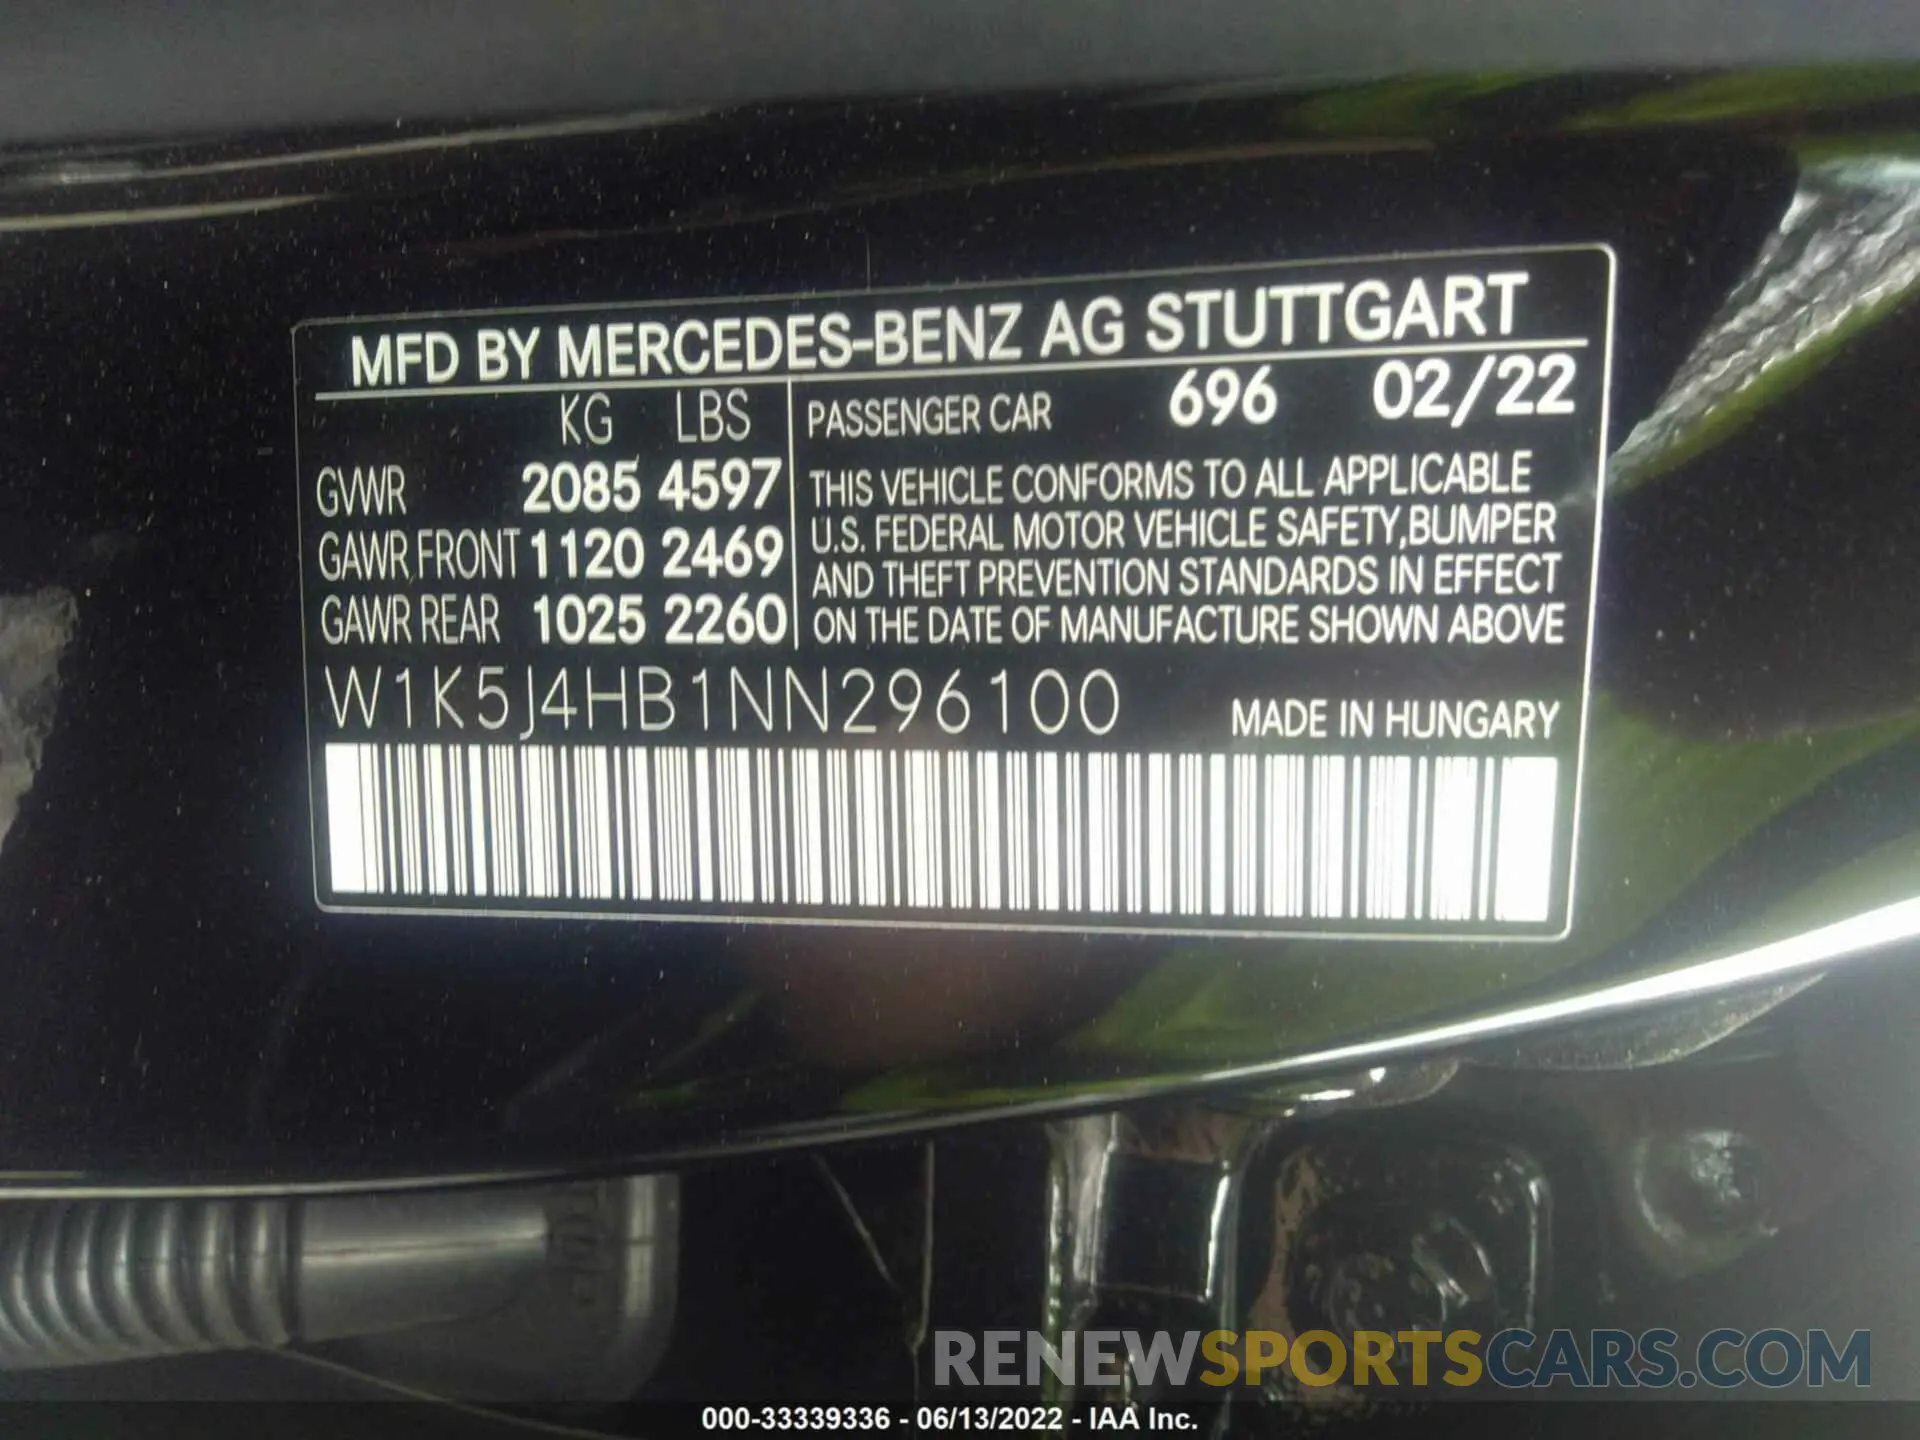 MFD BY MERCEDES-BENZ AG STUTTGART
KG LBS
GVWR 2085 4597
GAWR FRONT 1120 2469
GAWR REAR 1025 2260
PASSENGER CAR 696 02/22
THIS VEHICLE CONFORMS TO ALL APPLICABLE
U.S. FEDERAL MOTOR VEHICLE SAFETY,BUMPER
AND THEFT PREVENTION STANDARDS IN EFFECT
ON THE DATE OF MANUFACTURE SHOWN ABOVE
W1K5J4HB1NN296100
MADE IN HUNGARY
RENEWSPORTSCARS.COM
000-33339336 - 06/13/2022 - IAA Inc.